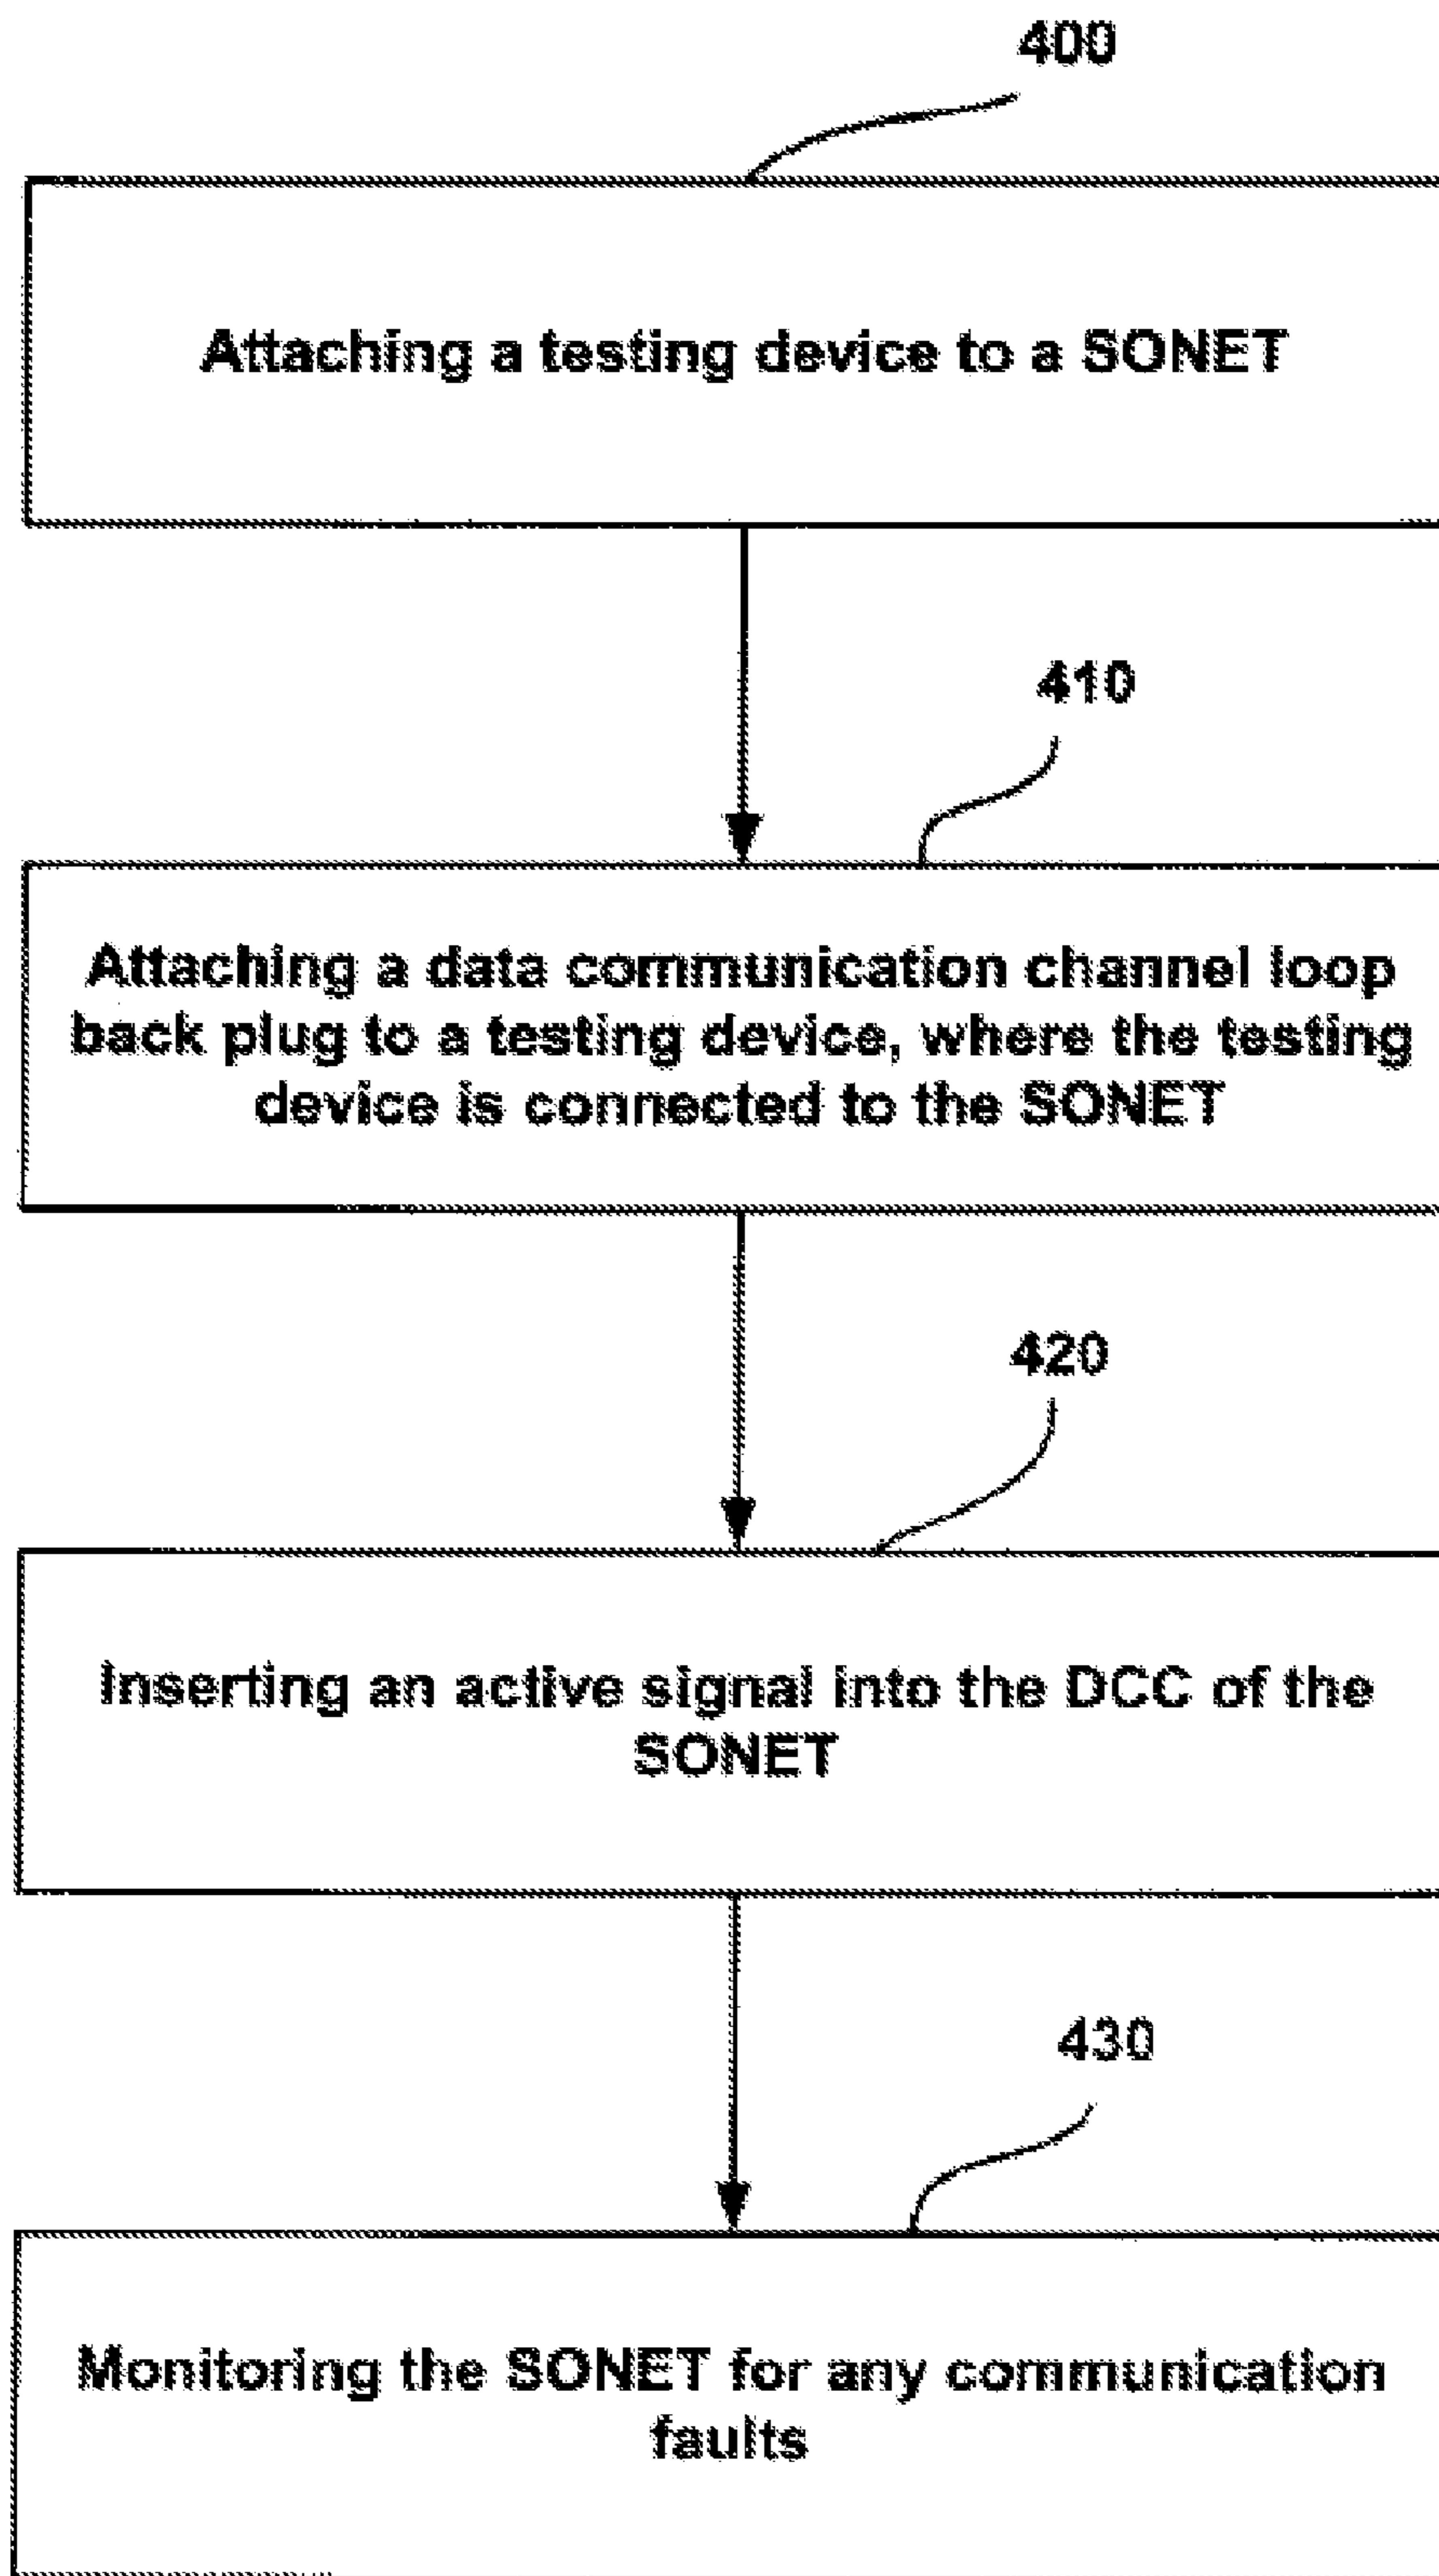 400
Attaching a testing device to a SONET
410
Attaching a data communication channel loop
back plug to a testing device, where the testing
device is connected to the SONET
420
Inserting an active signal into the DCC of the
SONET
430
Monitoring the SONET for any communication
faults